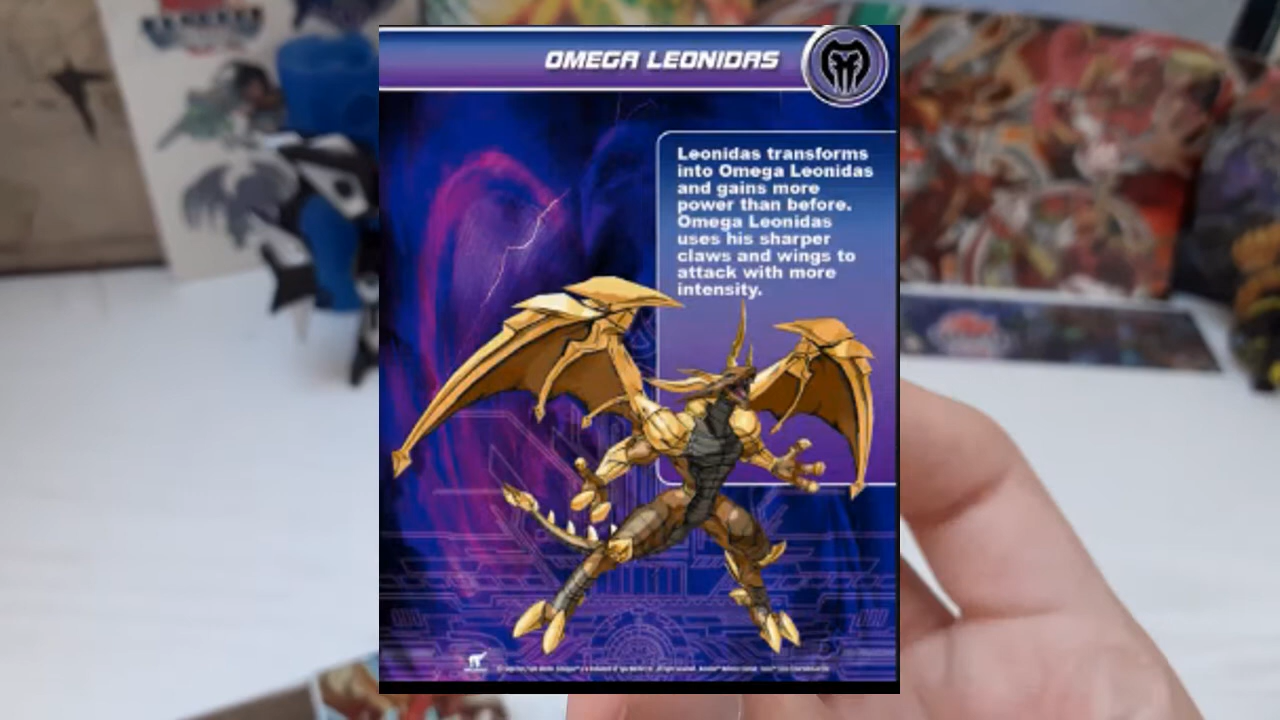 OMEGA LEONIDAS
Leonidas transforms
into Omega Leonidas
and gains more
power than before.
Omega Leonidas
uses his sharper
claws and wings to
attack with more
intensity.